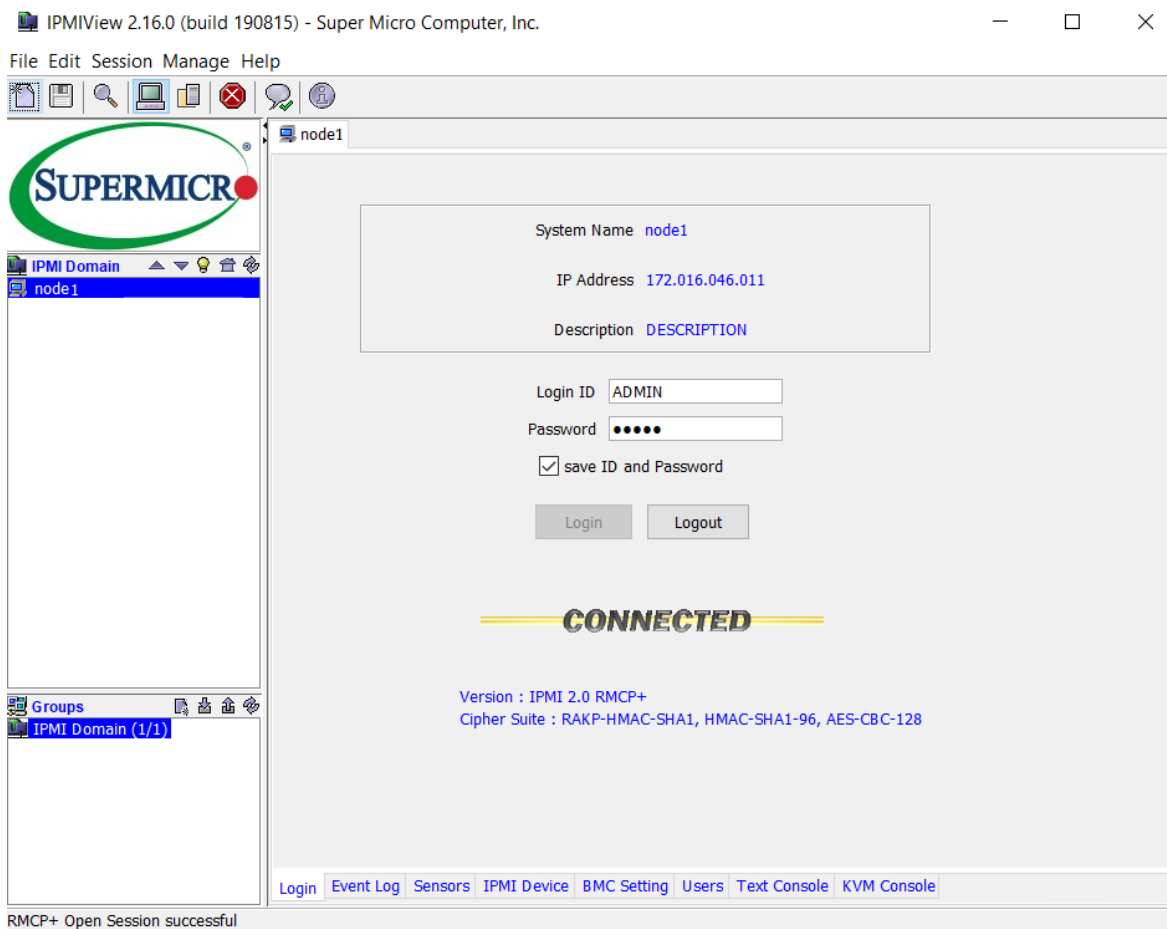 IPMIView 2.16.0 (build 190815) - Super Micro Computer, Inc.
File Edit Session Manage Help
SUPERMICR
®
node1
System Name node1
IP Address 172.016.046.011
Description DESCRIPTION
IPMI Domain
node1
Login ID ADMIN
Password •••••
save ID and Password
Login Logout
CONNECTED
Version : IPMI 2.0 RMCP+
Cipher Suite : RAKP-HMAC-SHA1, HMAC-SHA1-96, AES-CBC-128
Groups
IPMI Domain (1/1)
Login Event Log Sensors IPMI Device BMC Setting Users Text Console KVM Console
RMCP+ Open Session successful